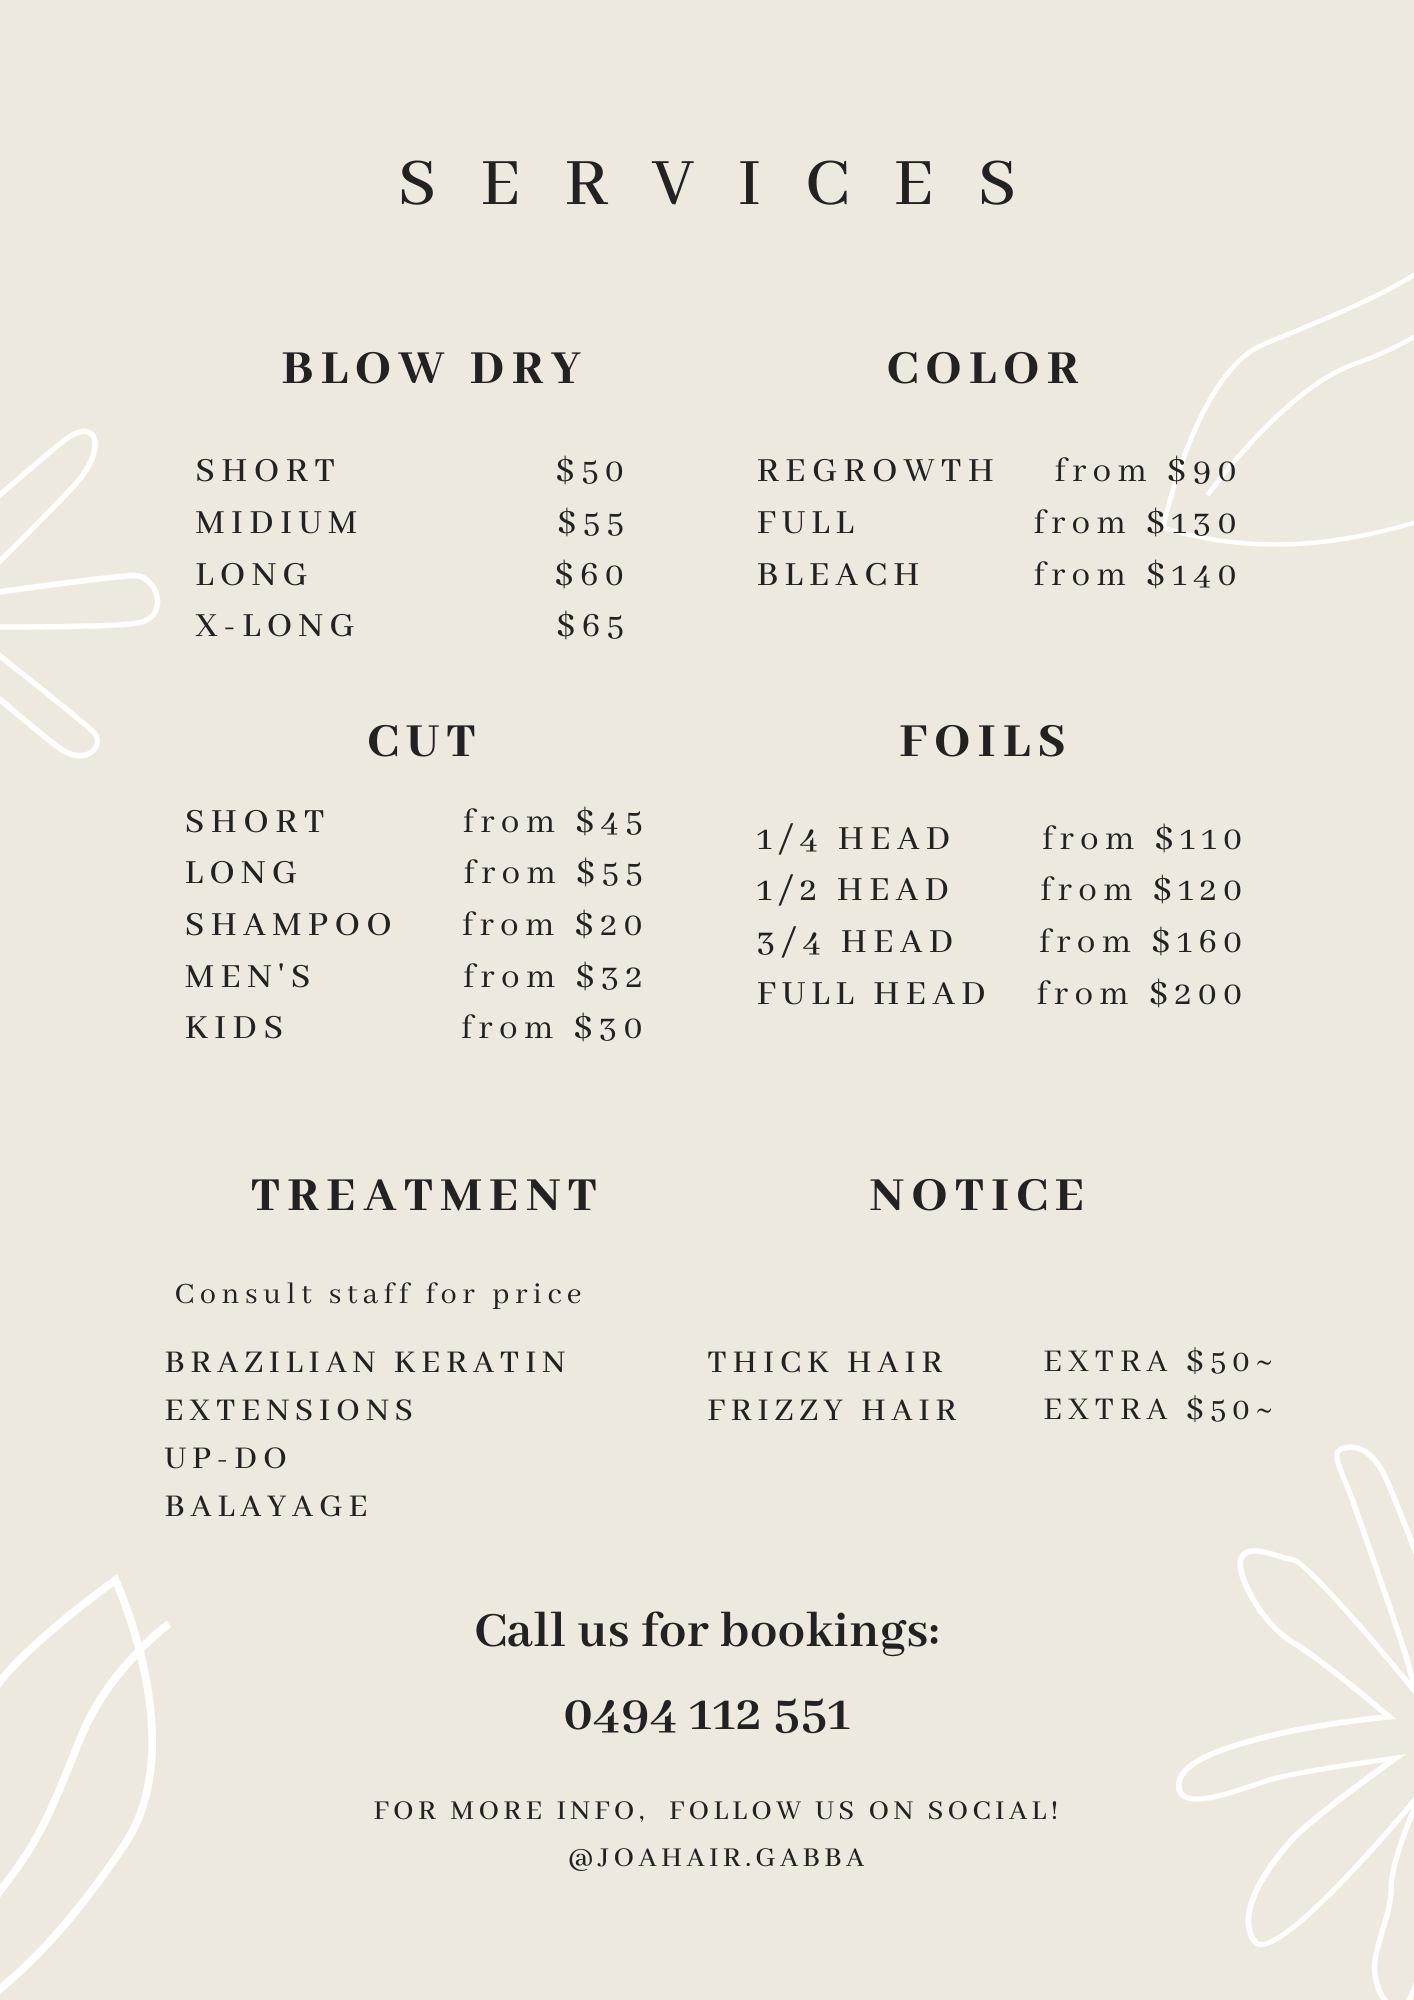 SERVICES
BLOW DRY
SHORT $50
MIDIUM $55
LONG $60
X-LONG $65
COLOR
REGROWTH from $90
FULL from $130
BLEACH from $140
CUT
SHORT from $45
LONG from $55
SHAMPOO from $20
MEN'S from $32
KIDS from $30
FOILS
1/4 HEAD from $110
1/2 HEAD from $120
3/4 HEAD from $160
FULL HEAD from $200
TREATMENT
Consult staff for price
BRAZILIAN KERATIN
EXTENSIONS
UP-DO
BALAYAGE
NOTICE
THICK HAIR EXTRA $50~
FRIZZY HAIR EXTRA $50~
Call us for bookings:
0494 112 551
FOR MORE INFO, FOLLOW US ON SOCIAL!
@JOAHAIR.GABBA